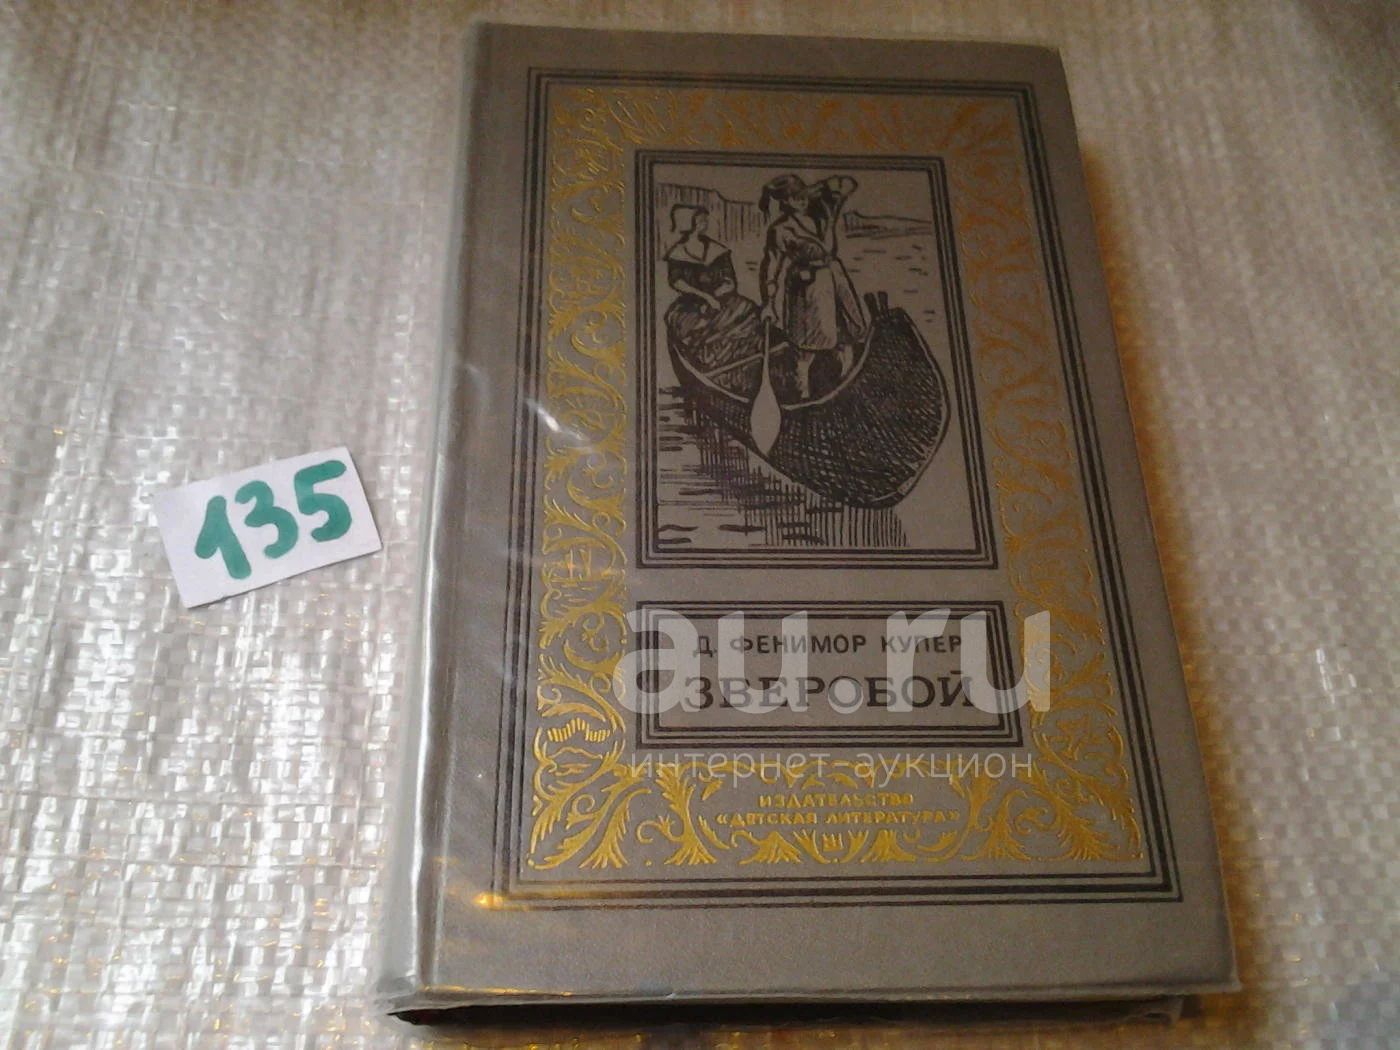 135
Д. ФЕНИМОР КУПЕР
ЗВЕРОБОЙ
au.ru
интернет-аукцион
ИЗДАТЕЛЬСТВО
«ДЕТСКАЯ ЛИТЕРАТУРА»